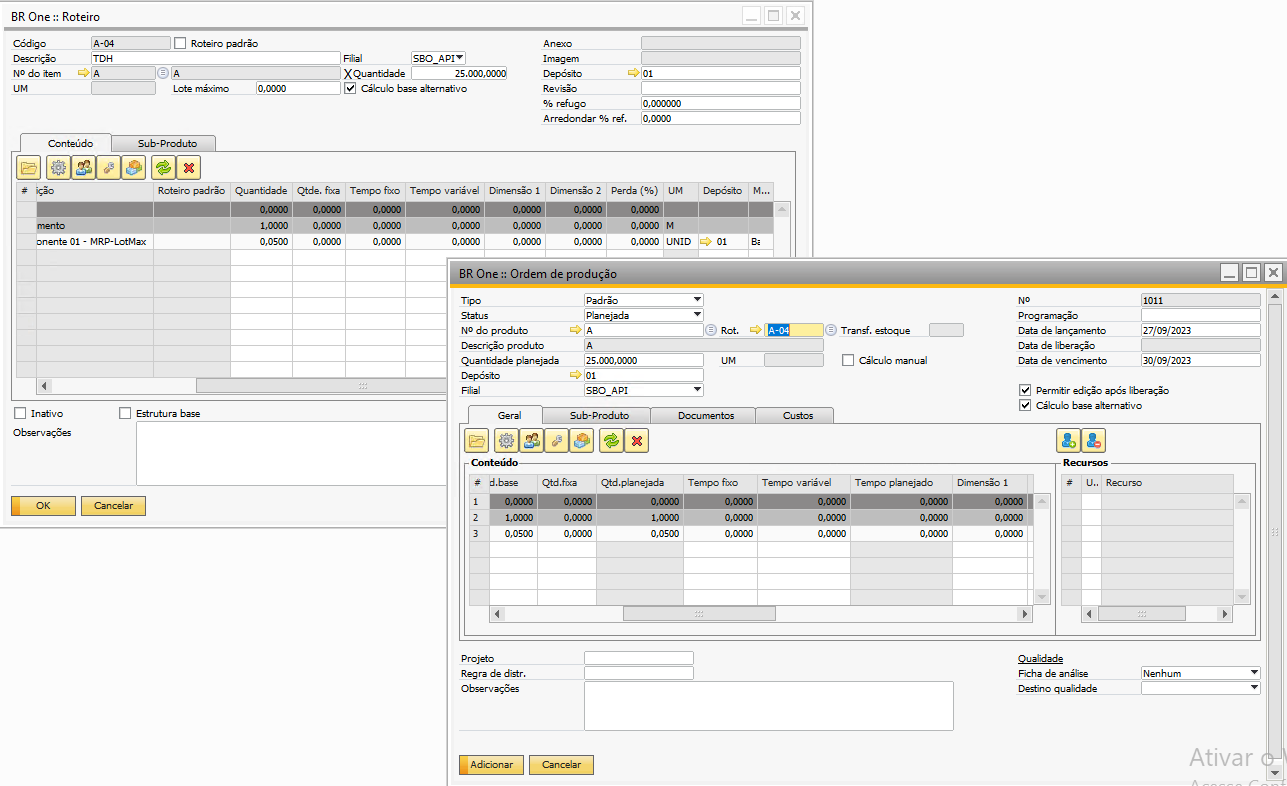 BR One :: Roteiro
Código A-04 Roteiro padrão Anexo
Descrição TDH Filial SBO_API Imagem
Nº do item A A XQuantidade 25.000,0000 Depósito 01
UM Lote máximo 0,0000 Cálculo base alternativo Revisão
% refugo 0,000000
Arredondar % ref. 0,0000
Conteúdo Sub-Produto
# ição Roteiro padrão Quantidade Qtde. fixa Tempo fixo Tempo variável Dimensão 1 Dimensão 2 Perda (%) UM Depósito M...
0,0000 0,0000 0,0000 0,0000 0,0000 0,0000 0,0000
mento 1,0000 0,0000 0,0000 0,0000 0,0000 0,0000 0,0000 M
onente 01 - MRP-LotMax 0,0500 0,0000 0,0000 0,0000 0,0000 0,0000 0,0000 UNID 01 Ba
Inativo Estrutura base
Observações
OK Cancelar
BR One :: Ordem de produção
Tipo Padrão Nº 1011
Status Planejada Programação
Nº do produto A Rot. A-04 Transf. estoque Data de lançamento 27/09/2023
Descrição produto A Data de liberação
Quantidade planejada 25.000,0000 UM Cálculo manual Data de vencimento 30/09/2023
Depósito 01
Filial SBO_API Permitir edição após liberação
Cálculo base alternativo
Geral Sub-Produto Documentos Custos
Conteúdo Recursos
# d.base Qtd.fixa Qtd.planejada Tempo fixo Tempo variável Tempo planejado Dimensão 1 # U.. Recurso
1 0,0000 0,0000 0,0000 0,0000 0,0000 0,0000 0,0000
2 1,0000 0,0000 1,0000 0,0000 0,0000 0,0000 0,0000
3 0,0500 0,0000 0,0500 0,0000 0,0000 0,0000 0,0000
Projeto Qualidade
Regra de distr. Ficha de análise Nenhum
Observações Destino qualidade
Adicionar Cancelar
Ativar o